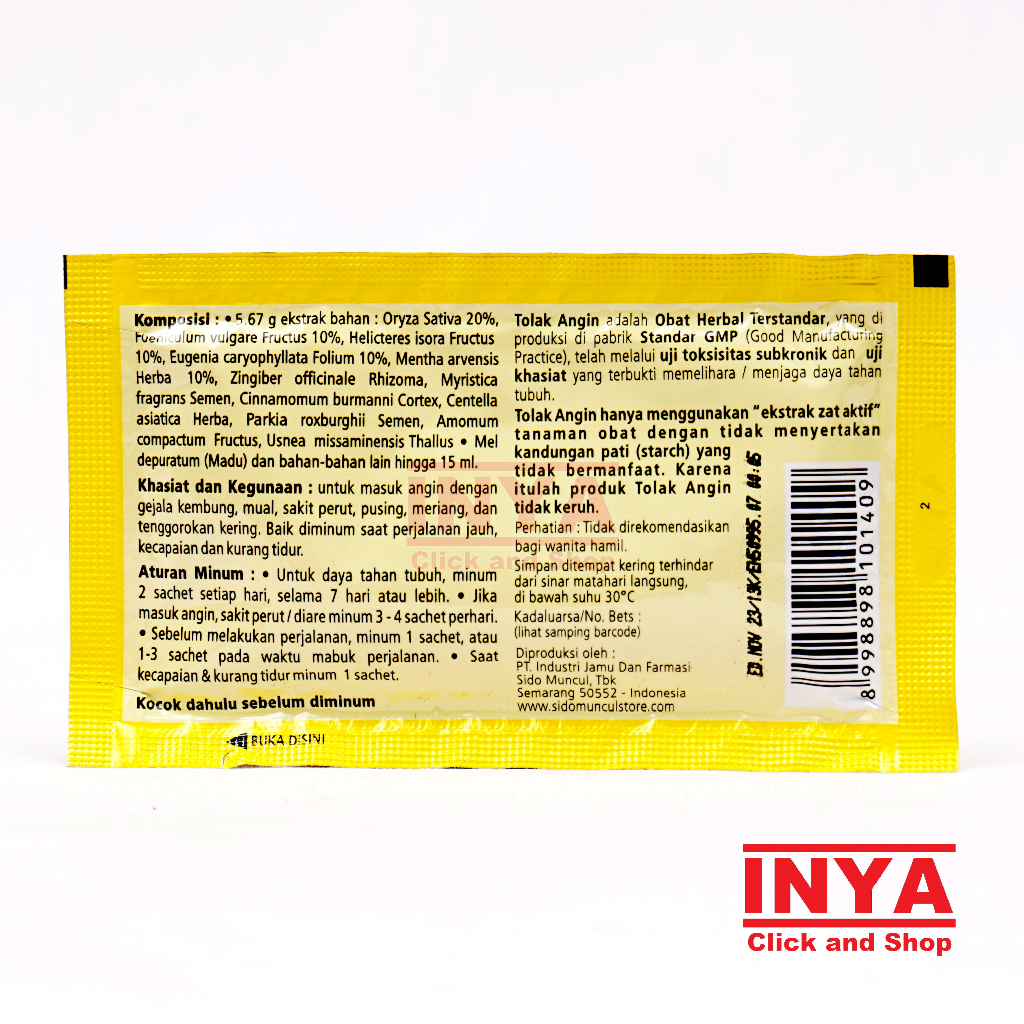 Komposisi : • 5.67 g ekstrak bahan : Oryza Sativa 20%,
Foeniculum vulgare Fructus 10%, Helicteres isora Fructus
10%, Eugenia caryophyllata Folium 10%, Mentha arvensis
Herba 10%, Zingiber officinale Rhizoma, Myristica
fragrans Semen, Cinnamomum burmanni Cortex, Centella
asiatica Herba, Parkia roxburghii Semen, Amomum
compactum Fructus, Usnea missaminensis Thallus • Mel
depuratum (Madu) dan bahan-bahan lain hingga 15 ml.
Khasiat dan Kegunaan : untuk masuk angin dengan
gejala kembung, mual, sakit perut, pusing, meriang, dan
tenggorokan kering. Baik diminum saat perjalanan jauh,
kecapaian dan kurang tidur.
Aturan Minum : • Untuk daya tahan tubuh, minum
2 sachet setiap hari, selama 7 hari atau lebih. • Jika
masuk angin, sakit perut / diare minum 3 - 4 sachet perhari.
• Sebelum melakukan perjalanan, minum 1 sachet, atau
1-3 sachet pada waktu mabuk perjalanan. • Saat
kecapaian & kurang tidur minum 1 sachet.
Kocok dahulu sebelum diminum
BUKA DISINI
Tolak Angin adalah Obat Herbal Terstandar, yang di
produksi di pabrik Standar GMP (Good Manufacturing
Practice), telah melalui uji toksisitas subkronik dan uji
khasiat yang terbukti memelihara / menjaga daya tahan
tubuh.
Tolak Angin hanya menggunakan "ekstrak zat aktif"
tanaman obat dengan tidak menyertakan
kandungan pati (starch) yang
tidak bermanfaat. Karena
itulah produk Tolak Angin
tidak keruh.
Perhatian : Tidak direkomendasikan
bagi wanita hamil.
Simpan ditempat kering terhindar
dari sinar matahari langsung,
di bawah suhu 30°C
Kadaluarsa/No. Bets :
(lihat samping barcode)
Diproduksi oleh :
PT. Industri Jamu Dan Farmasi
Sido Muncul, Tbk
Semarang 50552 - Indonesia
www.sidomunculstore.com
ED.NOV 23/13K/
8998898101409
2
INYA
Click and Shop
INYA
Click and Shop